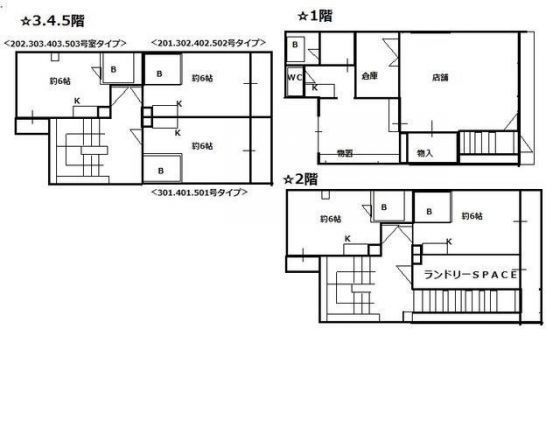 ☆3.4.5階
<202.303.403.503号室タイプ>
<201.302.402.502号タイプ>
約6帖
B
B
約6帖
K
K
K
約6帖
B
<301.401.501号タイプ>
☆1階
B
WC
K
倉庫
店舗
物置
物入
☆2階
約6帖
B
B
約6帖
K
K
ランドリーSPACE